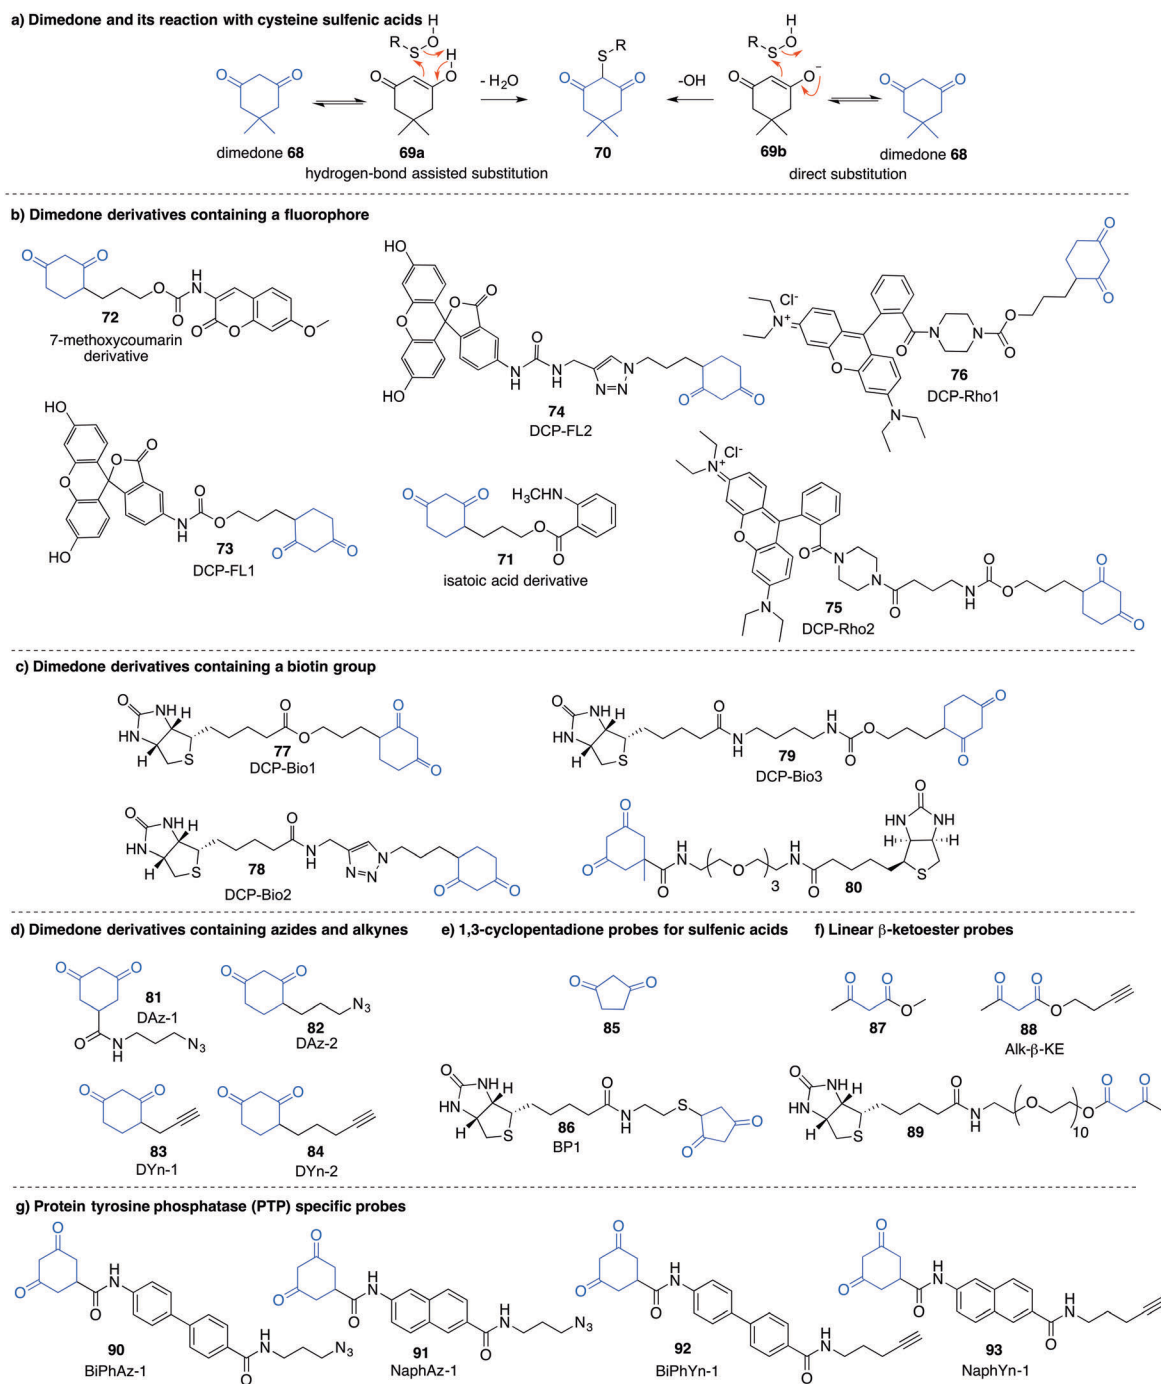 a) Dimedone and its reaction with cysteine sulfenic acids
dimedone 68
69a
hydrogen-bond assisted substitution
- H2O
70
-OH
69b
direct substitution
dimedone 68
b) Dimedone derivatives containing a fluorophore
72
7-methoxycoumarin
derivative
74
DCP-FL2
76
DCP-Rho1
73
DCP-FL1
71
isatoic acid derivative
75
DCP-Rho2
c) Dimedone derivatives containing a biotin group
77
DCP-Bio1
79
DCP-Bio3
78
DCP-Bio2
80
d) Dimedone derivatives containing azides and alkynes
81
DAz-1
82
DAz-2
83
DYn-1
84
DYn-2
e) 1,3-cyclopentadione probes for sulfenic acids
85
86
BP1
f) Linear β-ketoester probes
87
88
Alk-β-KE
89
g) Protein tyrosine phosphatase (PTP) specific probes
90
BiPhAz-1
91
NaphAz-1
92
BiPhYn-1
93
NaphYn-1